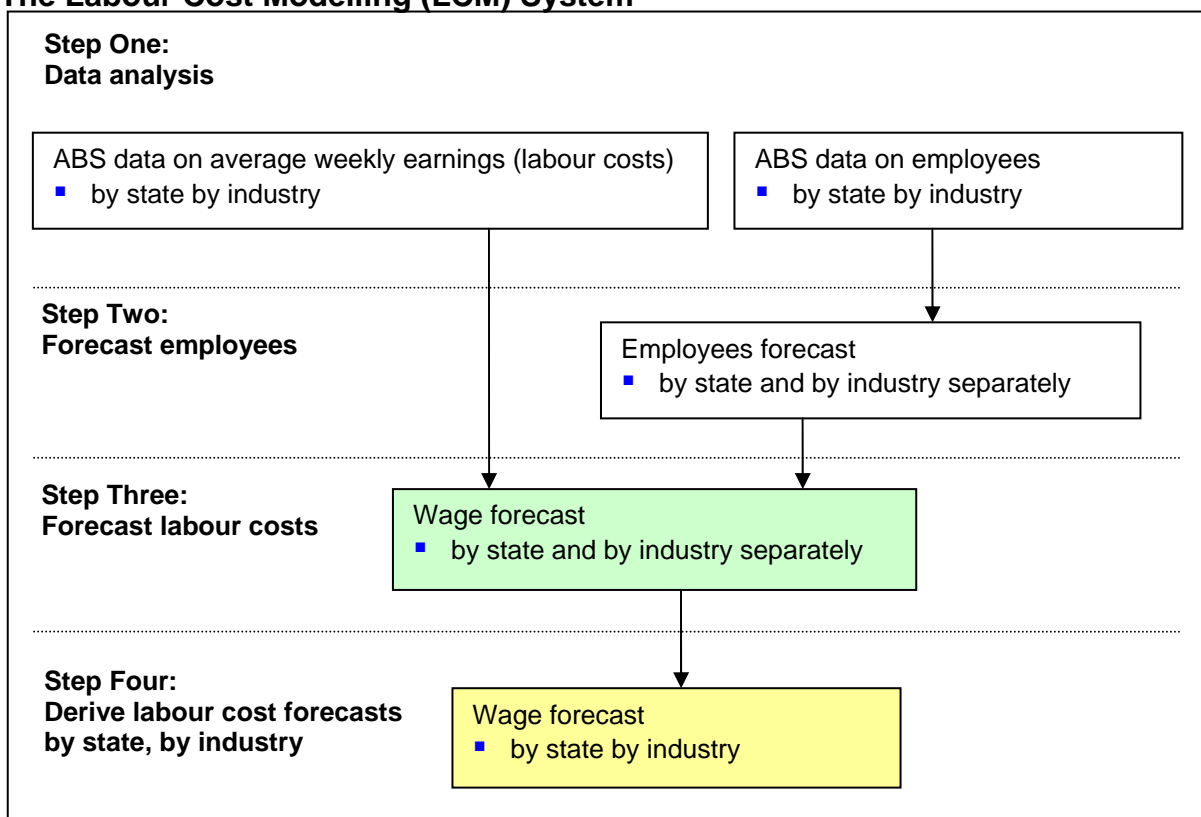 The Labour Cost Modelling (LCM) System
Step One:
Data analysis
ABS data on average weekly earnings (labour costs)
▪ by state by industry
ABS data on employees
▪ by state by industry
Step Two:
Forecast employees
Employees forecast
▪ by state and by industry separately
Step Three:
Forecast labour costs
Wage forecast
▪ by state and by industry separately
Step Four:
Derive labour cost forecasts
by state, by industry
Wage forecast
▪ by state by industry